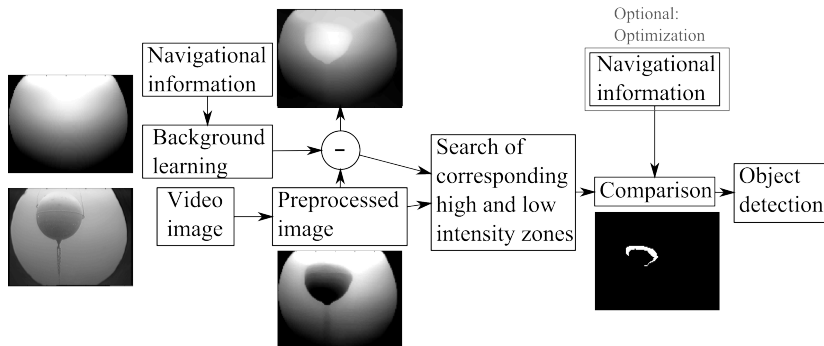 Optional:
Optimization
Navigational
information
Navigational
information
Background
learning
–
Search of
corresponding
high and low
intensity zones
Video
image
Preprocessed
image
Comparison
Object
detection